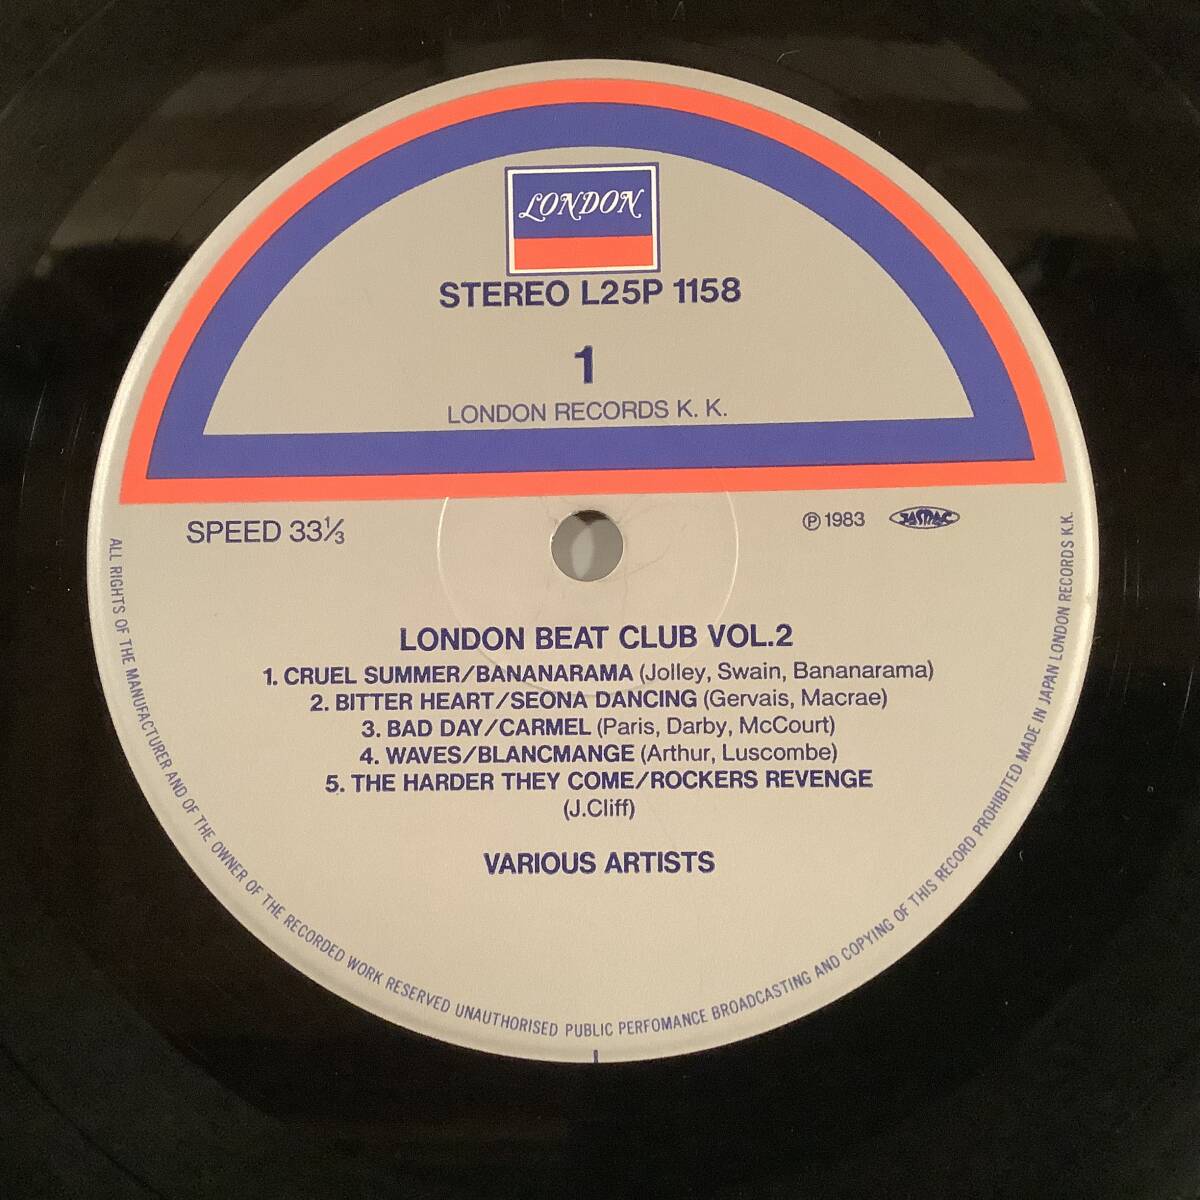 LONDON
STEREO L25P 1158
1
LONDON RECORDS K. K.
SPEED 33⅓
Ⓟ 1983
JASRAC
LONDON BEAT CLUB VOL.2
1. CRUEL SUMMER/BANANARAMA (Jolley, Swain, Bananarama)
2. BITTER HEART/SEONA DANCING (Gervais, Macrae)
3. BAD DAY/CARMEL (Paris, Darby, McCourt)
4. WAVES/BLANCMANGE (Arthur, Luscombe)
5. THE HARDER THEY COME/ROCKERS REVENGE
(J.Cliff)
VARIOUS ARTISTS
ALL RIGHTS OF THE MANUFACTURER AND OF THE OWNER OF THE RECORDED WORK RESERVED UNAUTHORISED PUBLIC PERFOMANCE BROADCASTING AND COPYING OF THIS RECORD PROHIBITED MADE IN JAPAN LONDON RECORDS K.K.